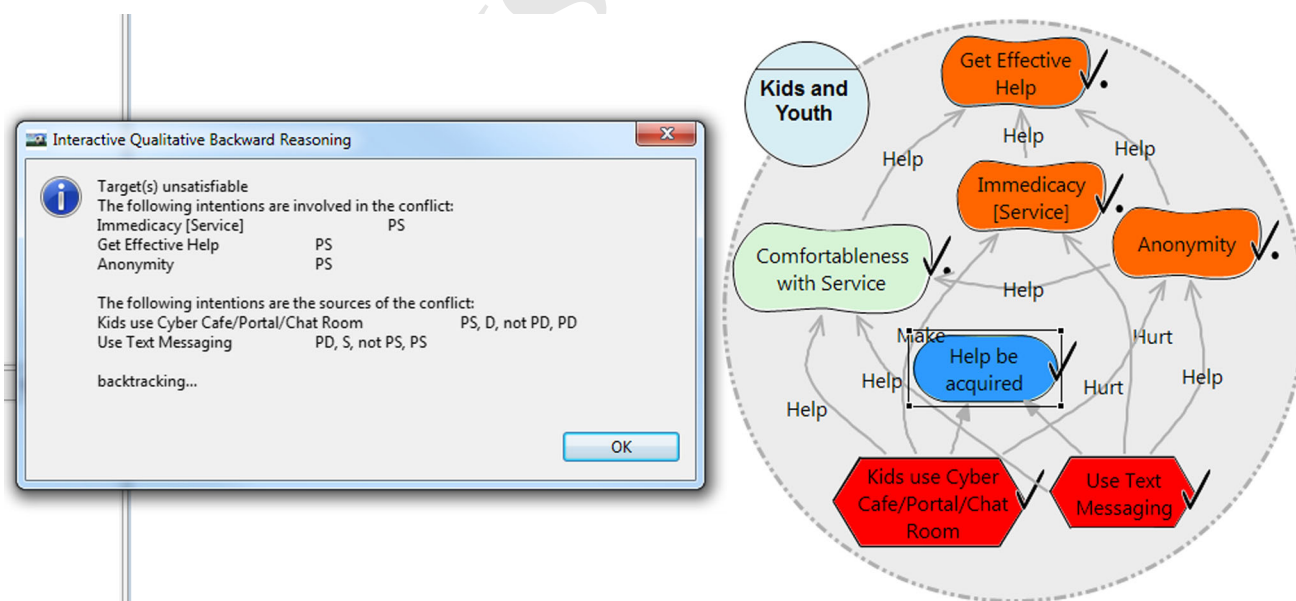 Interactive Qualitative Backward Reasoning
Target(s) unsatisfiable
The following intentions are involved in the conflict:
Immedicacy [Service] PS
Get Effective Help PS
Anonymity PS
The following intentions are the sources of the conflict:
Kids use Cyber Cafe/Portal/Chat Room PS, D, not PD, PD
Use Text Messaging PD, S, not PS, PS
backtracking...
OK
Kids and
Youth
Get Effective
Help
Help
Help
Help
Immedicacy
[Service]
Anonymity
Comfortableness
with Service
Help
Make
Hurt
Help be
acquired
Help
Hurt
Help
Help
Kids use Cyber
Cafe/Portal/Chat
Room
Use Text
Messaging